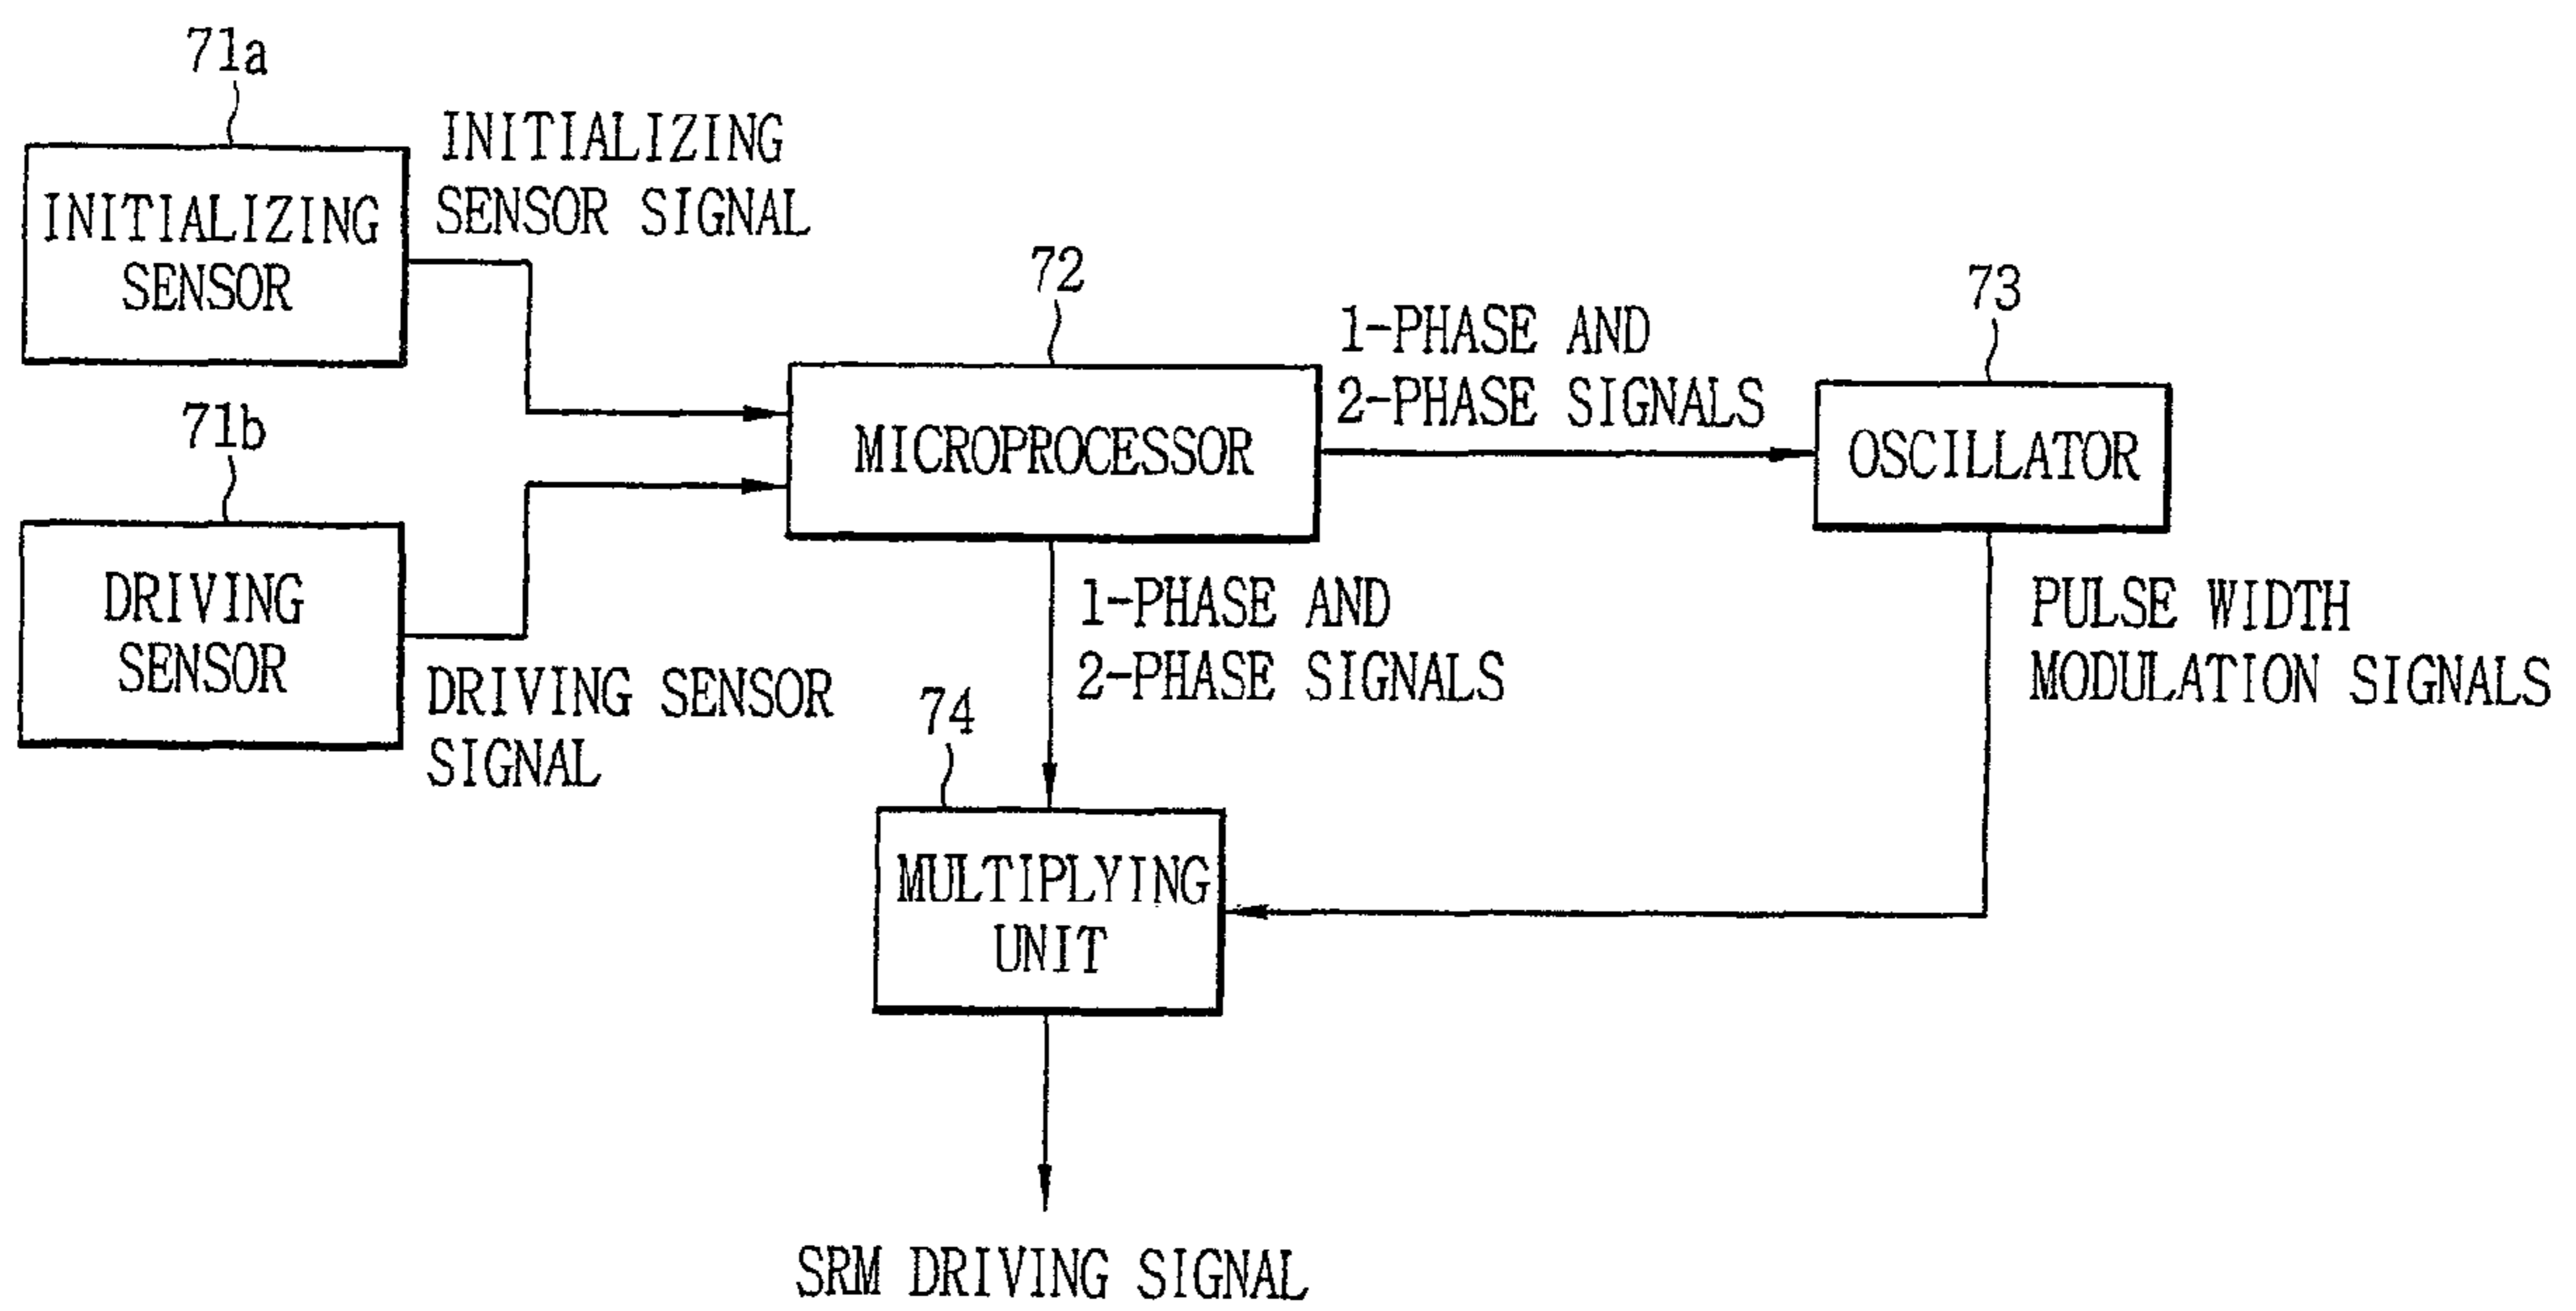 71a
INITIALIZING
SENSOR
INITIALIZING
SENSOR SIGNAL
71b
DRIVING
SENSOR
DRIVING SENSOR
SIGNAL
72
MICROPROCESSOR
1-PHASE AND
2-PHASE SIGNALS
73
OSCILLATOR
1-PHASE AND
2-PHASE SIGNALS
PULSE WIDTH
MODULATION SIGNALS
74
MULTIPLYING
UNIT
SRM DRIVING SIGNAL